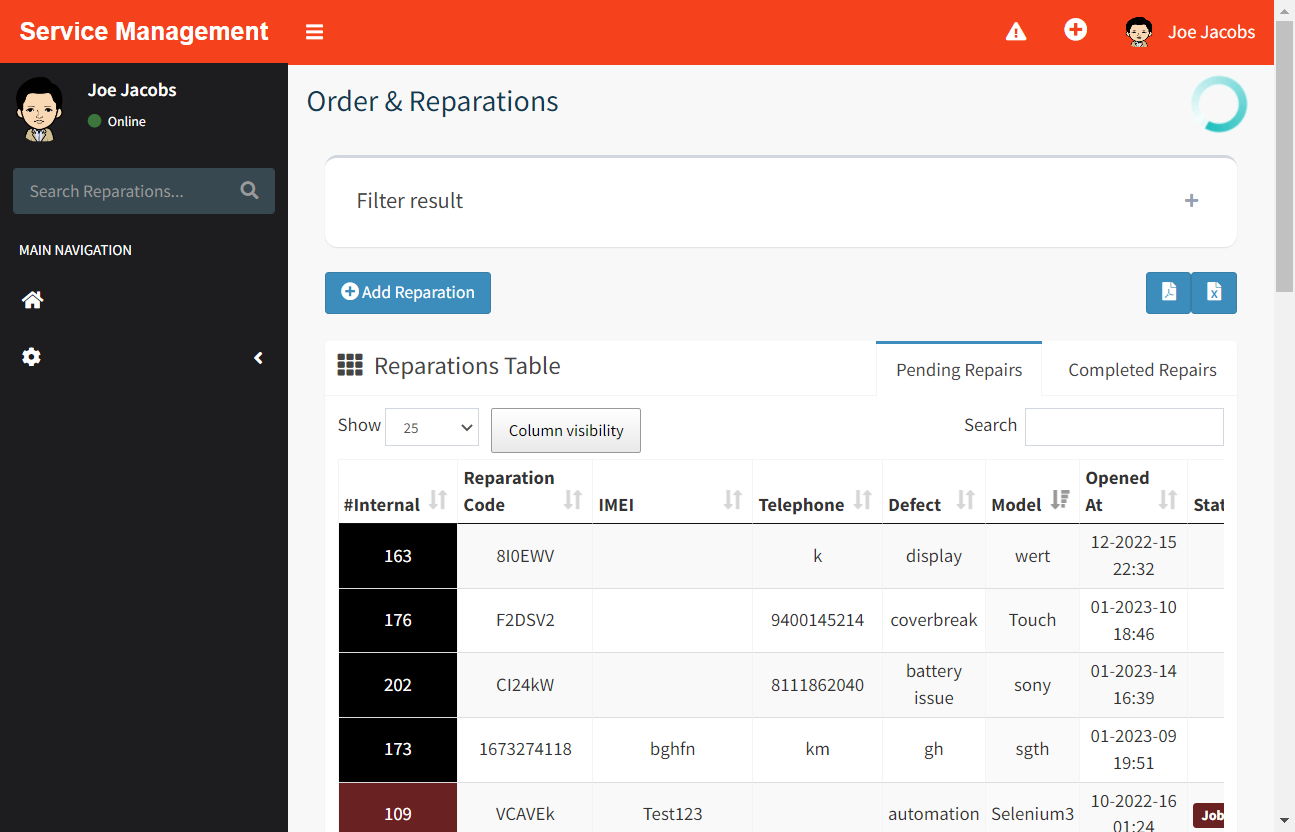 Service Management
Joe Jacobs
Joe Jacobs
Online
Search Reparations...
MAIN NAVIGATION
Order & Reparations
Filter result
Add Reparation
Reparations Table
Pending Repairs
Completed Repairs
Show 25
Column visibility
Search
#Internal Reparation Code IMEI Telephone Defect Model Opened At Stat
163 8I0EWV k display wert 12-2022-15 22:32
176 F2DSV2 9400145214 coverbreak Touch 01-2023-10 18:46
202 CI24kW 8111862040 battery issue sony 01-2023-14 16:39
173 1673274118 bghfn km gh sgth 01-2023-09 19:51
109 VCAVEk Test123 automation Selenium3 10-2022-16 01:24 Job